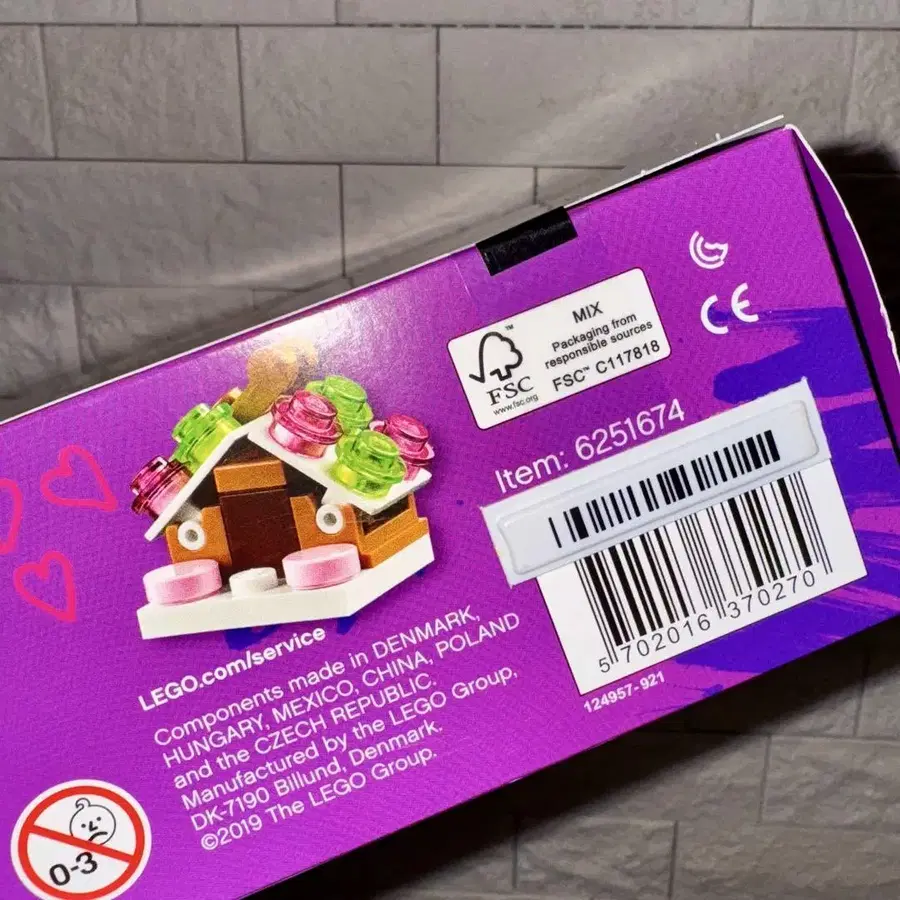 MIX
Packaging from
responsible sources
FSC™ C117818
™
FSC
www.fsc.org
CE
Item: 6251674
5 702016 370270
124957-921
LEGO.com/service
Components made in DENMARK,
HUNGARY, MEXICO, CHINA, POLAND
and the CZECH REPUBLIC.
Manufactured by the LEGO Group,
DK-7190 Billund, Denmark.
©2019 The LEGO Group.
0-3